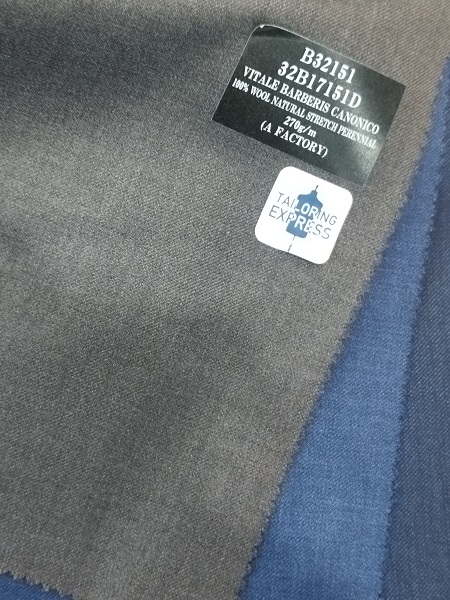 B32151
32B17151D
VITALE BARBERIS CANONICO
100% WOOL NATURAL STRETCH PERENNIAL
270g/m
(A FACTORY)
TAILORING
EXPRESS